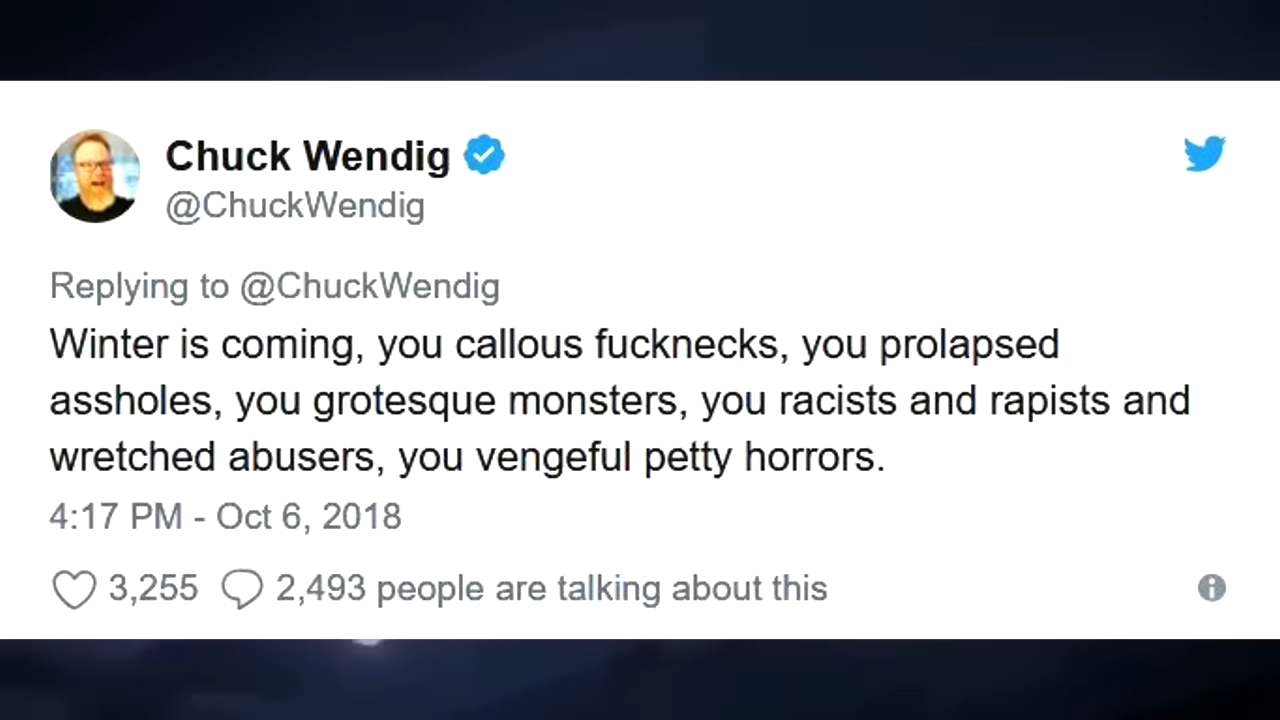 Chuck Wendig
@ChuckWendig
Replying to @ChuckWendig
Winter is coming, you callous fucknecks, you prolapsed
assholes, you grotesque monsters, you racists and rapists and
wretched abusers, you vengeful petty horrors.
4:17 PM - Oct 6, 2018
3,255 2,493 people are talking about this